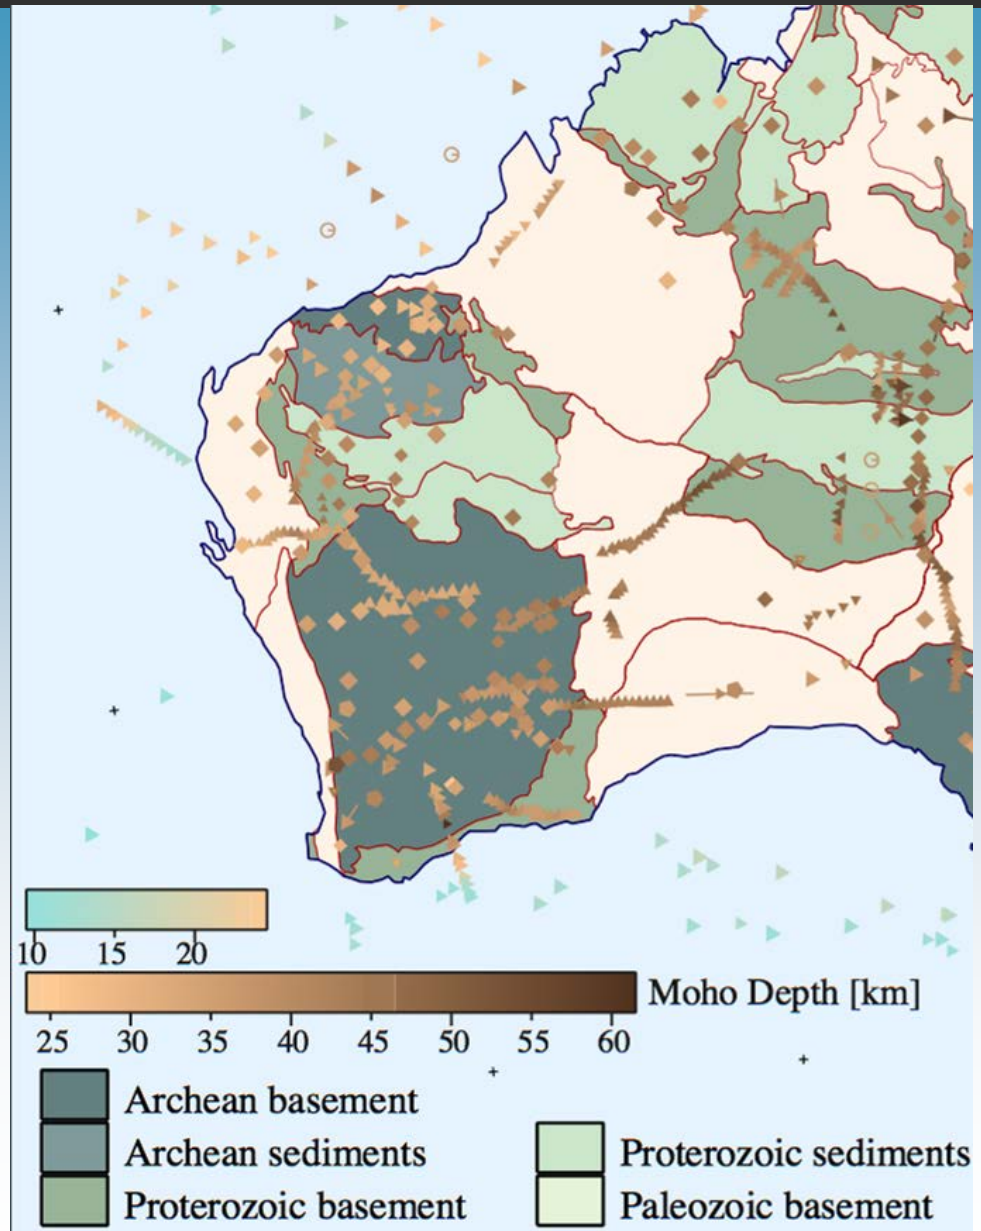 10 15 20
Moho Depth [km]
25 30 35 40 45 50 55 60
Archean basement
Archean sediments
Proterozoic basement
Proterozoic sediments
Paleozoic basement